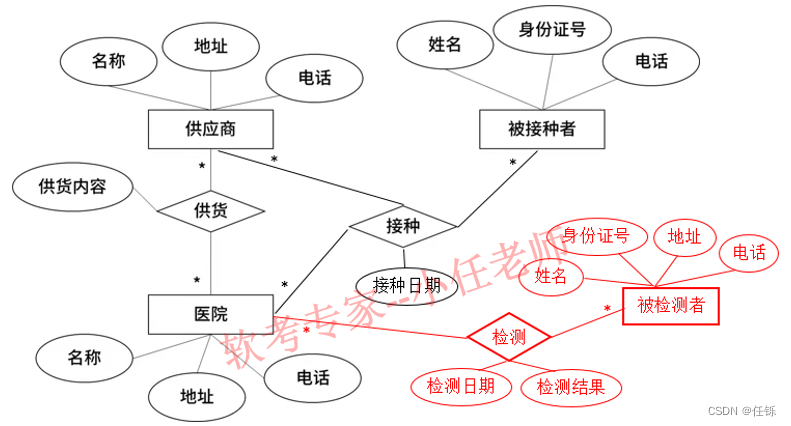 名称
地址
电话
供应商
*
*
供货内容
供货
*
姓名
身份证号
电话
被接种者
*
接种
接种日期
*
医院
名称
地址
电话
*
检测
检测日期
检测结果
*
身份证号
地址
电话
姓名
被检测者
软考专家--小任老师
CSDN @任铄